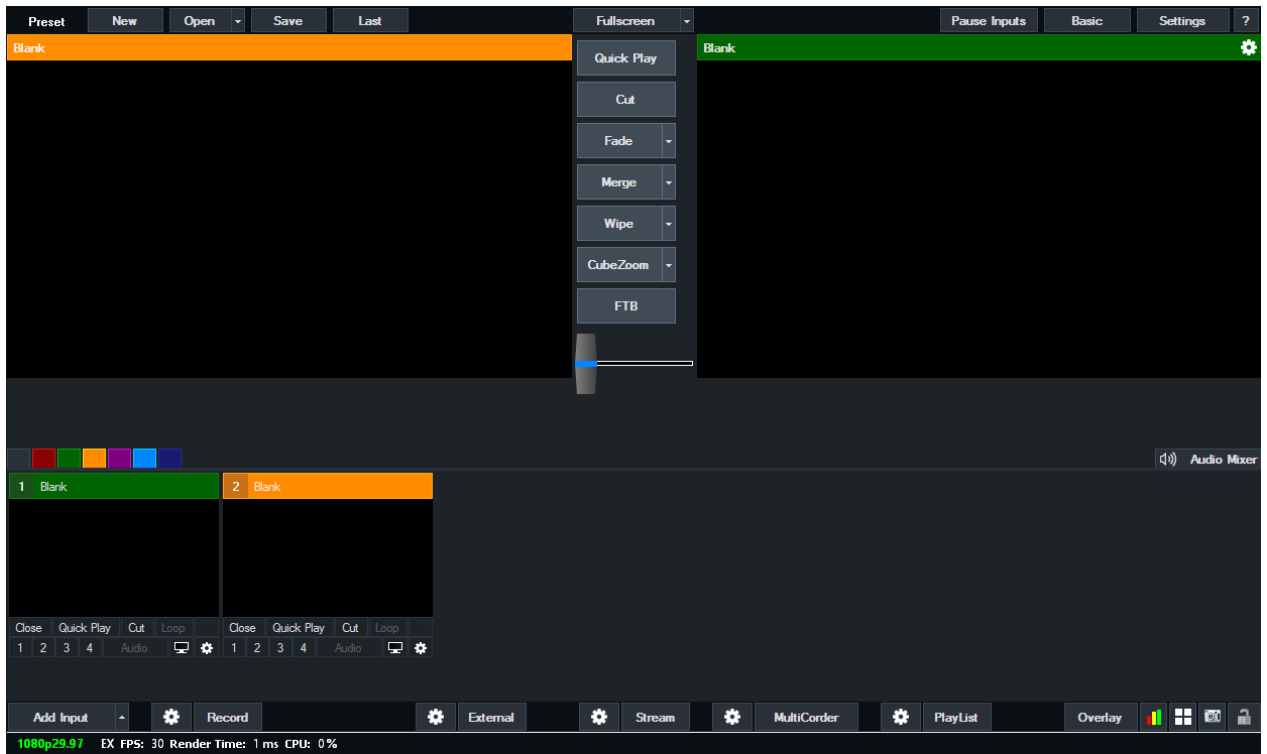 Preset New Open Save Last Fullscreen Pause Inputs Basic Settings ?
Blank Blank
Quick Play
Cut
Fade
Merge
Wipe
CubeZoom
FTB
Audio Mixer
1 Blank 2 Blank
Close Quick Play Cut Loop Close Quick Play Cut Loop
1 2 3 4 Audio 1 2 3 4 Audio
Add Input Record External Stream MultiCorder PlayList Overlay
1080p29.97 EX FPS: 30 Render Time: 1 ms CPU: 0%